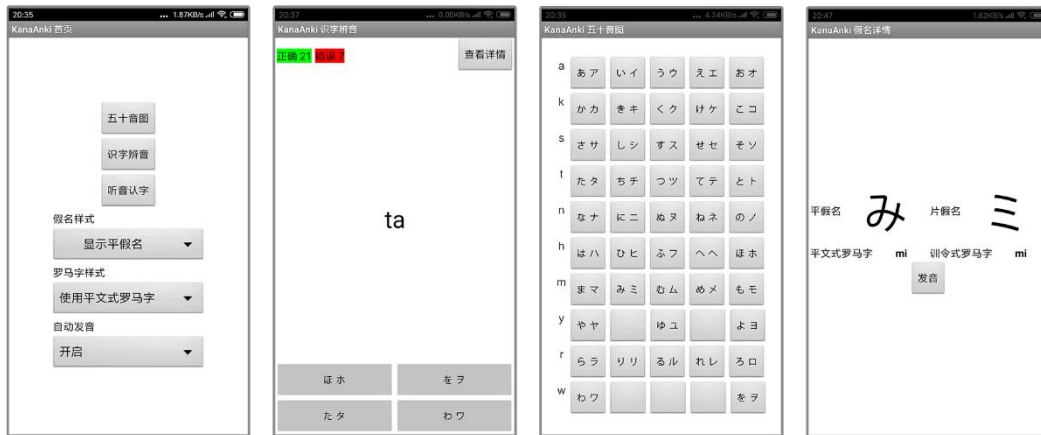 20:35 ... 1.87KB/s
KanaAnki 首页
五十音图
识字辨音
听音认字
假名样式
显示平假名
罗马字样式
使用平文式罗马字
自动发音
开启
20:37 ... 0.00KB/s
KanaAnki 识字辨音
正确 21 错误 7
查看详情
ta
ほ ホ を ヲ
た タ わ ワ
20:35 ... 4.24KB/s
KanaAnki 五十音图
a あ ア い イ う ウ え エ お オ
k か カ き キ く ク け ケ こ コ
s さ サ し シ す ス せ セ そ ソ
t た タ ち チ つ ツ て テ と ト
n な ナ に ニ ぬ ヌ ね ネ の ノ
h は ハ ひ ヒ ふ フ へ ヘ ほ ホ
m ま マ み ミ む ム め メ も モ
y や ヤ ゆ ユ よ ヨ
r ら ラ り リ る ル れ レ ろ ロ
w わ ワ を ヲ
20:47 1.52KB/s
KanaAnki 假名详情
平假名 み 片假名 ミ
平文式罗马字 mi 训令式罗马字 mi
发音